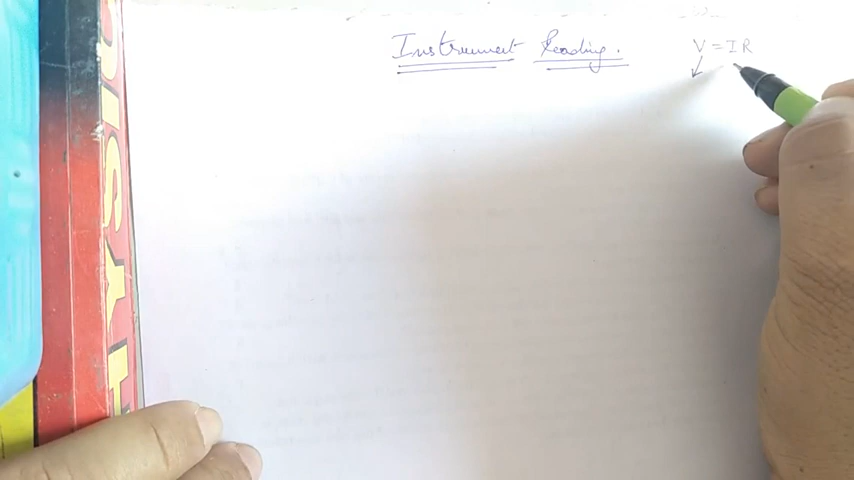 Instrument Reading.
V = IR